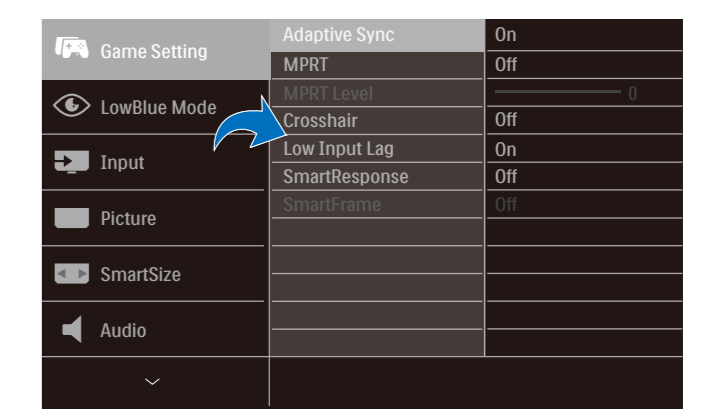 Game Setting
LowBlue Mode
Input
Picture
SmartSize
Audio
Adaptive Sync On
MPRT Off
MPRT Level 0
Crosshair Off
Low Input Lag On
SmartResponse Off
SmartFrame Off